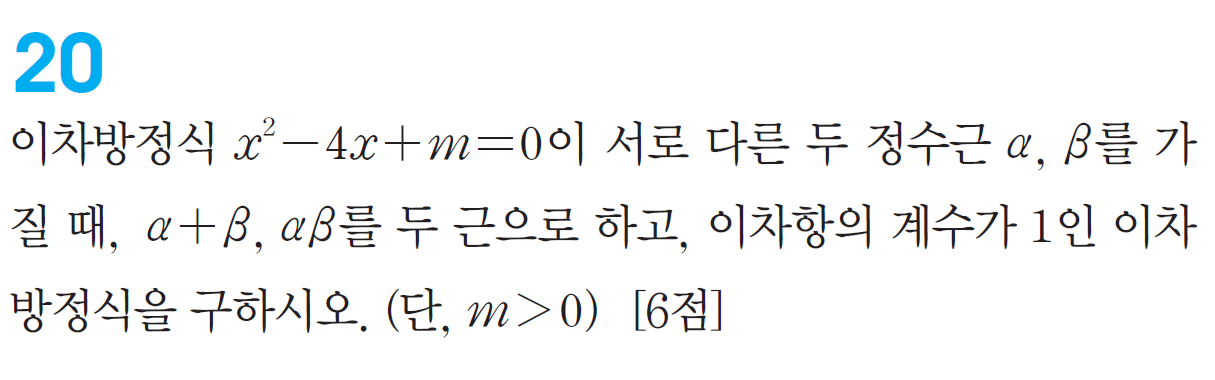 20
이차방정식 x²-4x+m=0이 서로 다른 두 정수근 α, β를 가
질 때, α+β, αβ를 두 근으로 하고, 이차항의 계수가 1인 이차
방정식을 구하시오. (단, m>0) [6점]